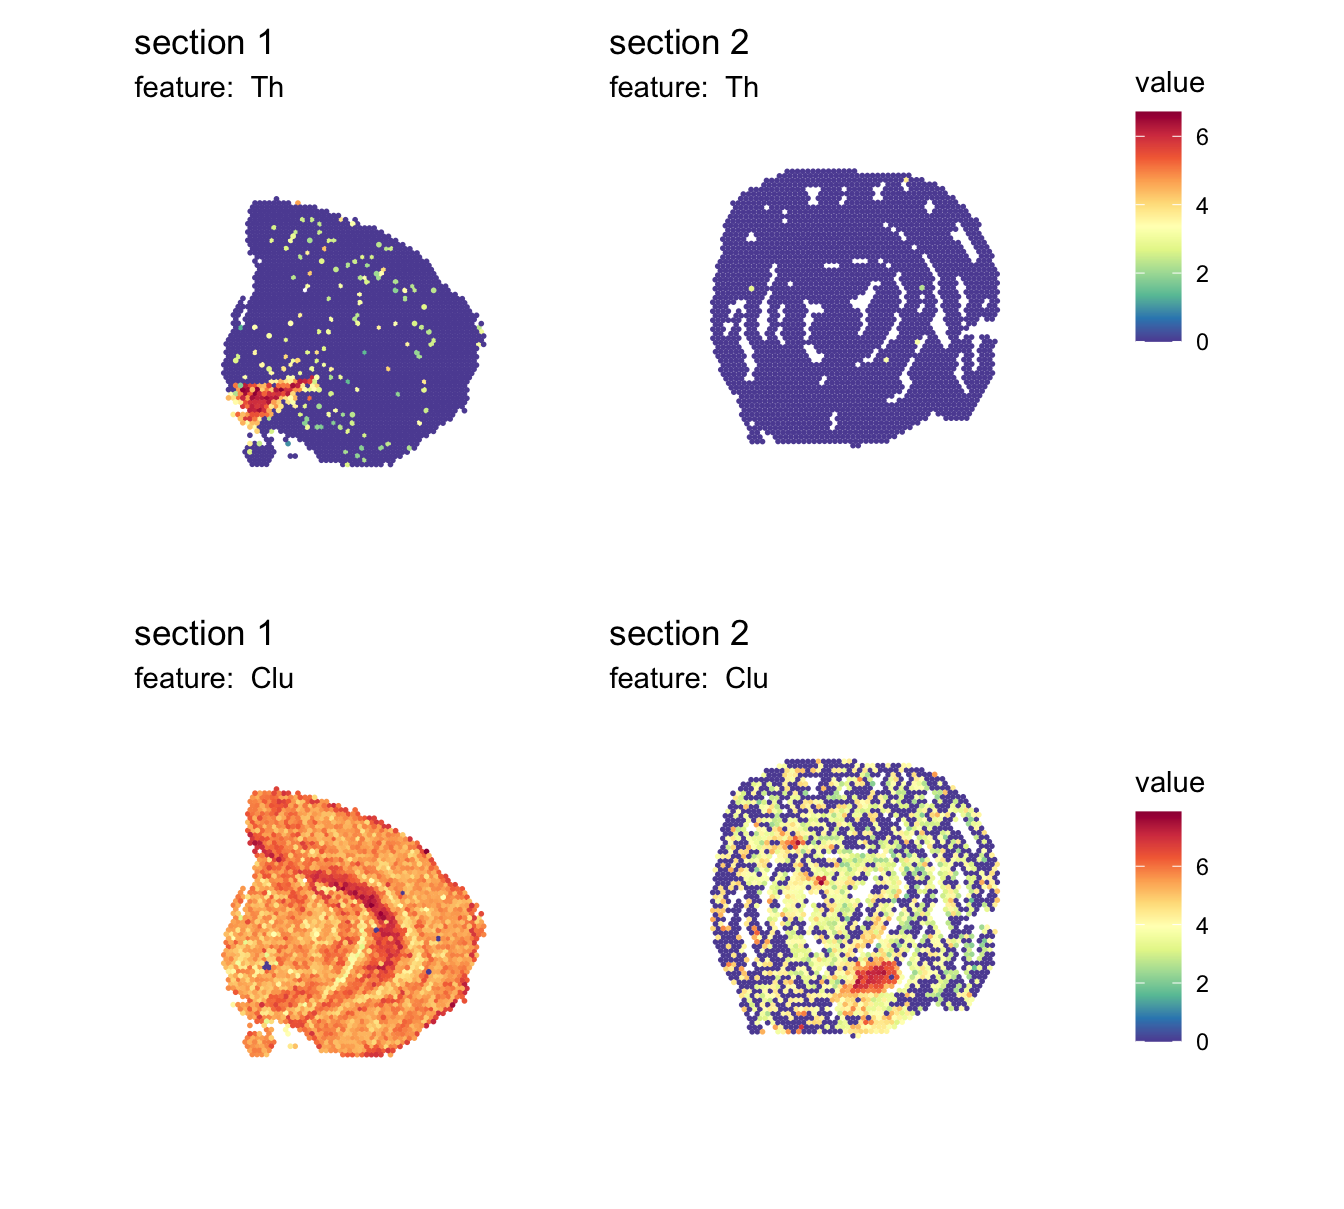 section 1
feature:  Th
section 2
feature:  Th
value
6
4
2
0
section 1
feature:  Clu
section 2
feature:  Clu
value
6
4
2
0